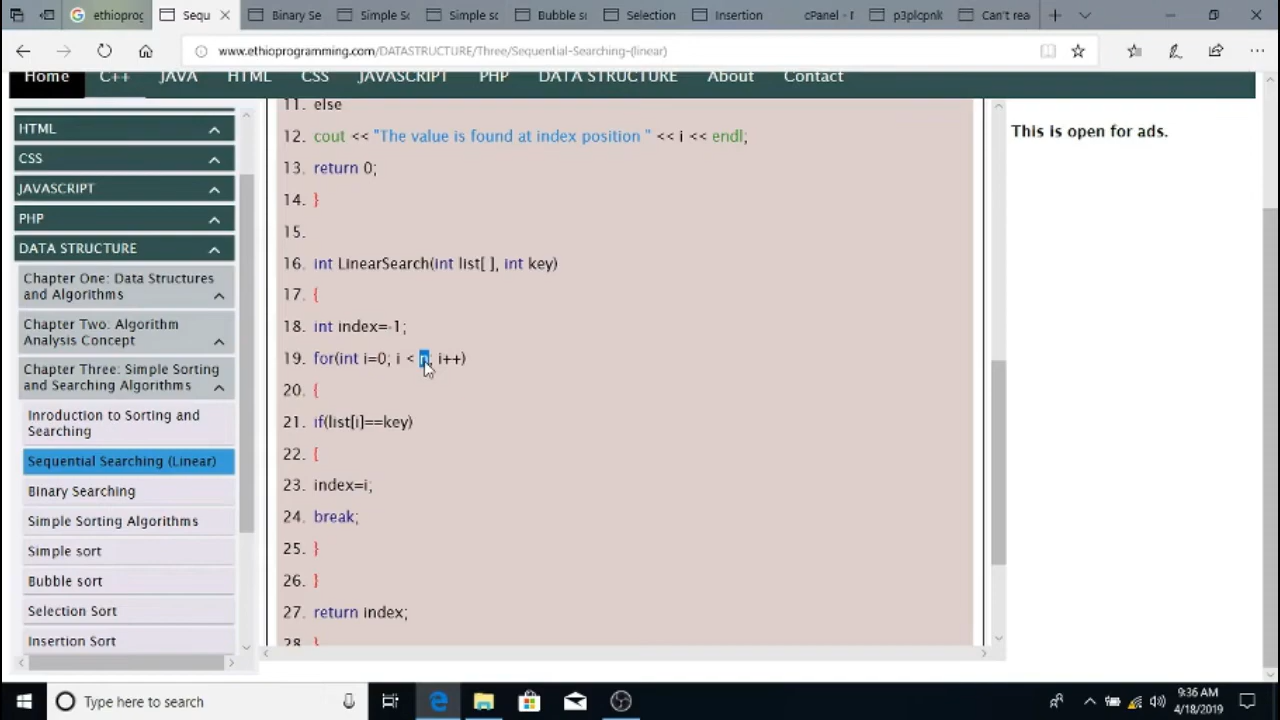 ethioprog
Sequ
Binary Se
Simple Sc
Simple so
Bubble so
Selection
Insertion
cPanel - F
p3plcpnk
Can't rea
www.ethioprogramming.com/DATASTRUCTURE/Three/Sequential-Searching-(linear)
Home C++ JAVA HTML CSS JAVASCRIPT PHP DATA STRUCTURE About Contact
HTML
CSS
JAVASCRIPT
PHP
DATA STRUCTURE
Chapter One: Data Structures
and Algorithms
Chapter Two: Algorithm
Analysis Concept
Chapter Three: Simple Sorting
and Searching Algorithms
Inroduction to Sorting and
Searching
Sequential Searching (Linear)
Binary Searching
Simple Sorting Algorithms
Simple sort
Bubble sort
Selection Sort
Insertion Sort
11. else
12. cout << "The value is found at index position " << i << endl;
13. return 0;
14. }
15.
16. int LinearSearch(int list[ ], int key)
17. {
18. int index=-1;
19. for(int i=0; i < n; i++)
20. {
21. if(list[i]==key)
22. {
23. index=i;
24. break;
25. }
26. }
27. return index;
28. }
This is open for ads.
Type here to search
9:36 AM
4/18/2019